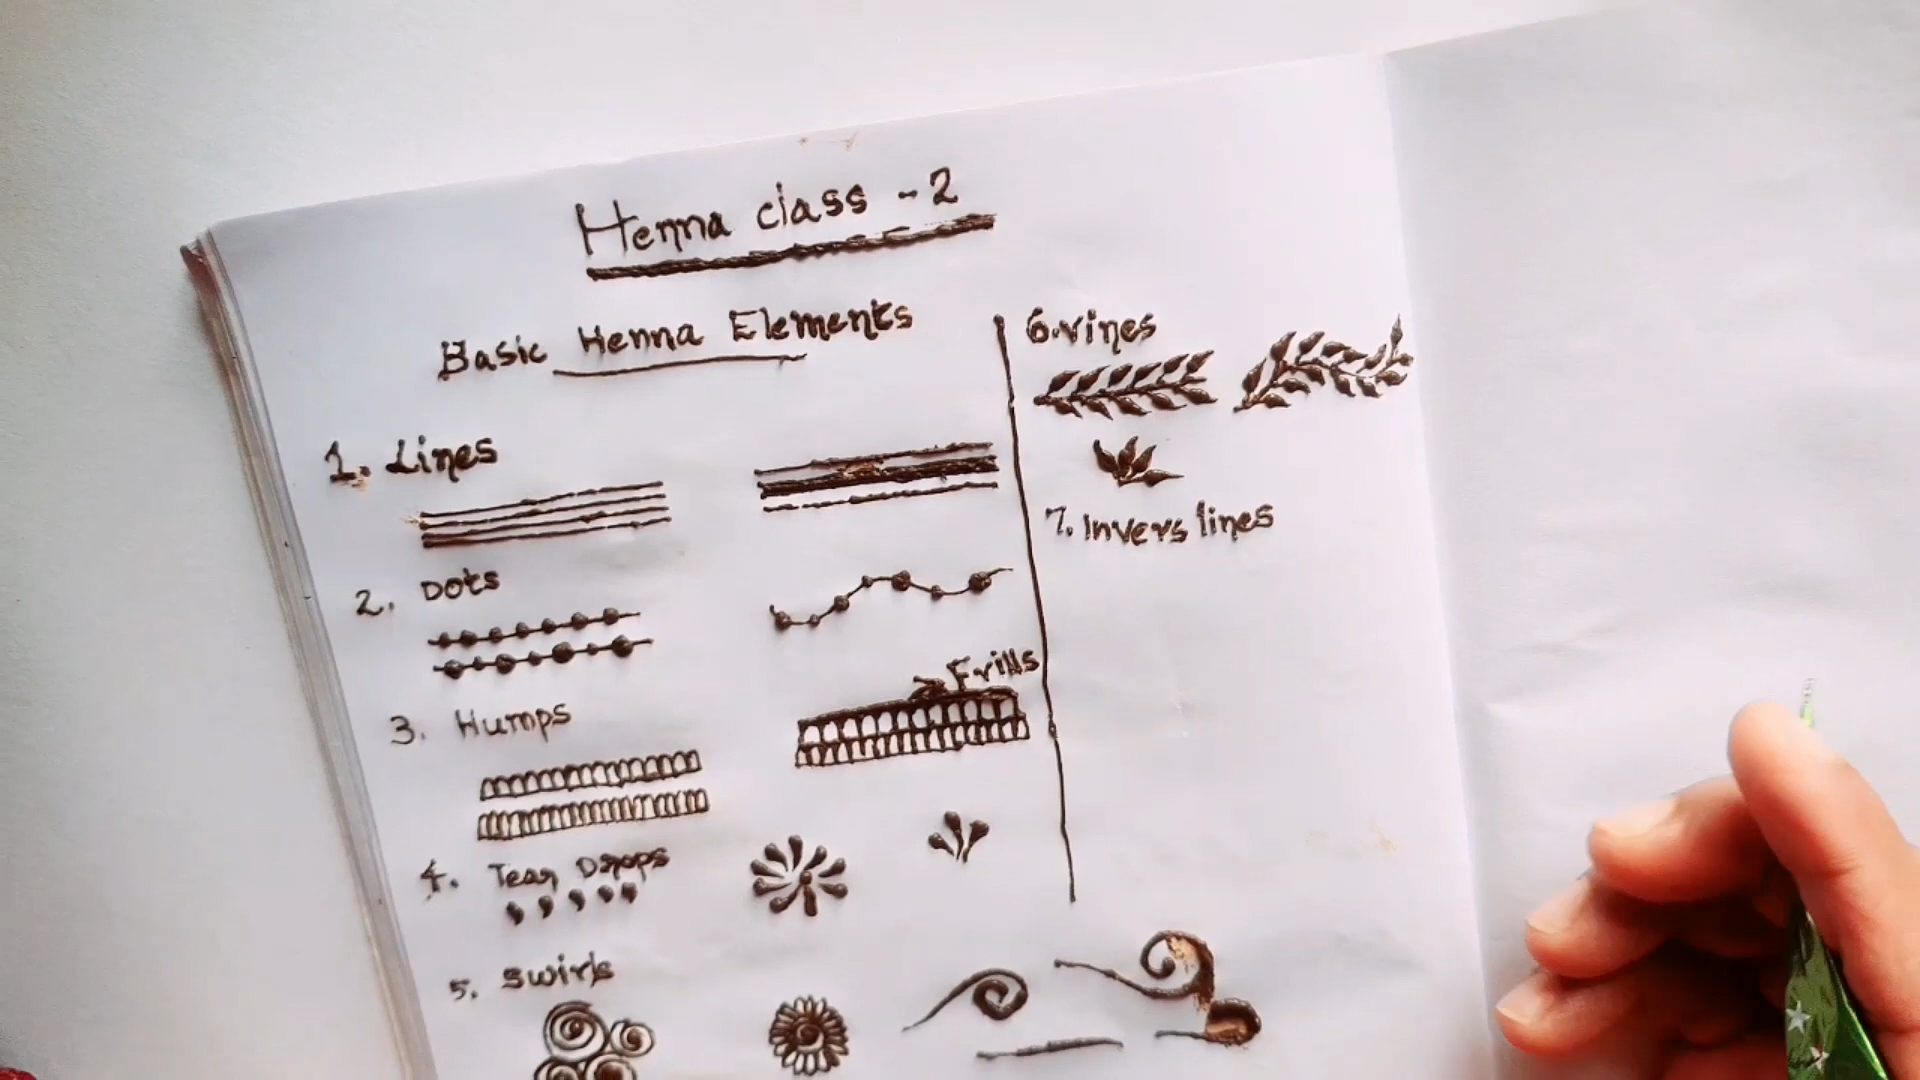 Henna class - 2
Basic Henna Elements
1. Lines
2. Dots
3. Humps
Frills
4. Tear Drops
5. Swirls
6. vines
7. Invers lines